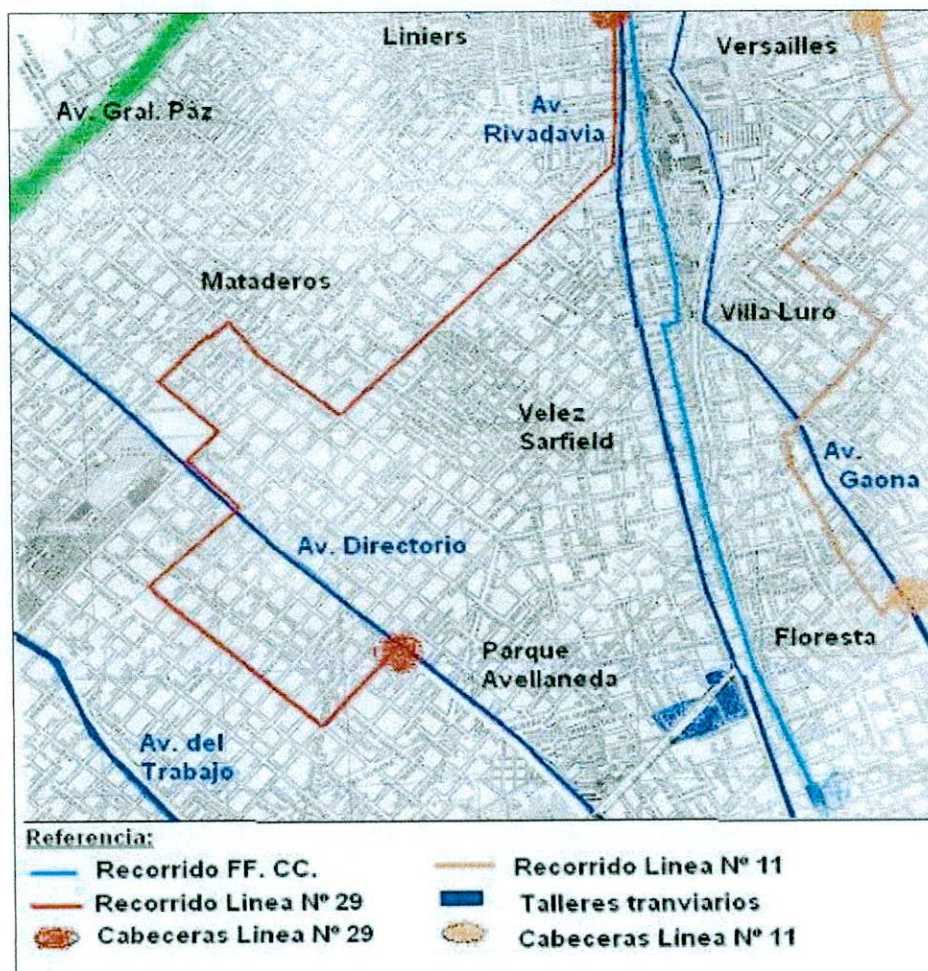 Liniers
Versailles
Av. Gral. Paz
Av.
Rivadavia
Mataderos
Villa Luro
Velez
Sarfield
Av.
Gaona
Av. Directorio
Floresta
Parque
Avellaneda
Av. del
Trabajo
Referencia:
Recorrido FF. CC.
Recorrido Linea Nº 11
Recorrido Linea Nº 29
Talleres tranviarios
Cabeceras Linea Nº 29
Cabeceras Linea Nº 11